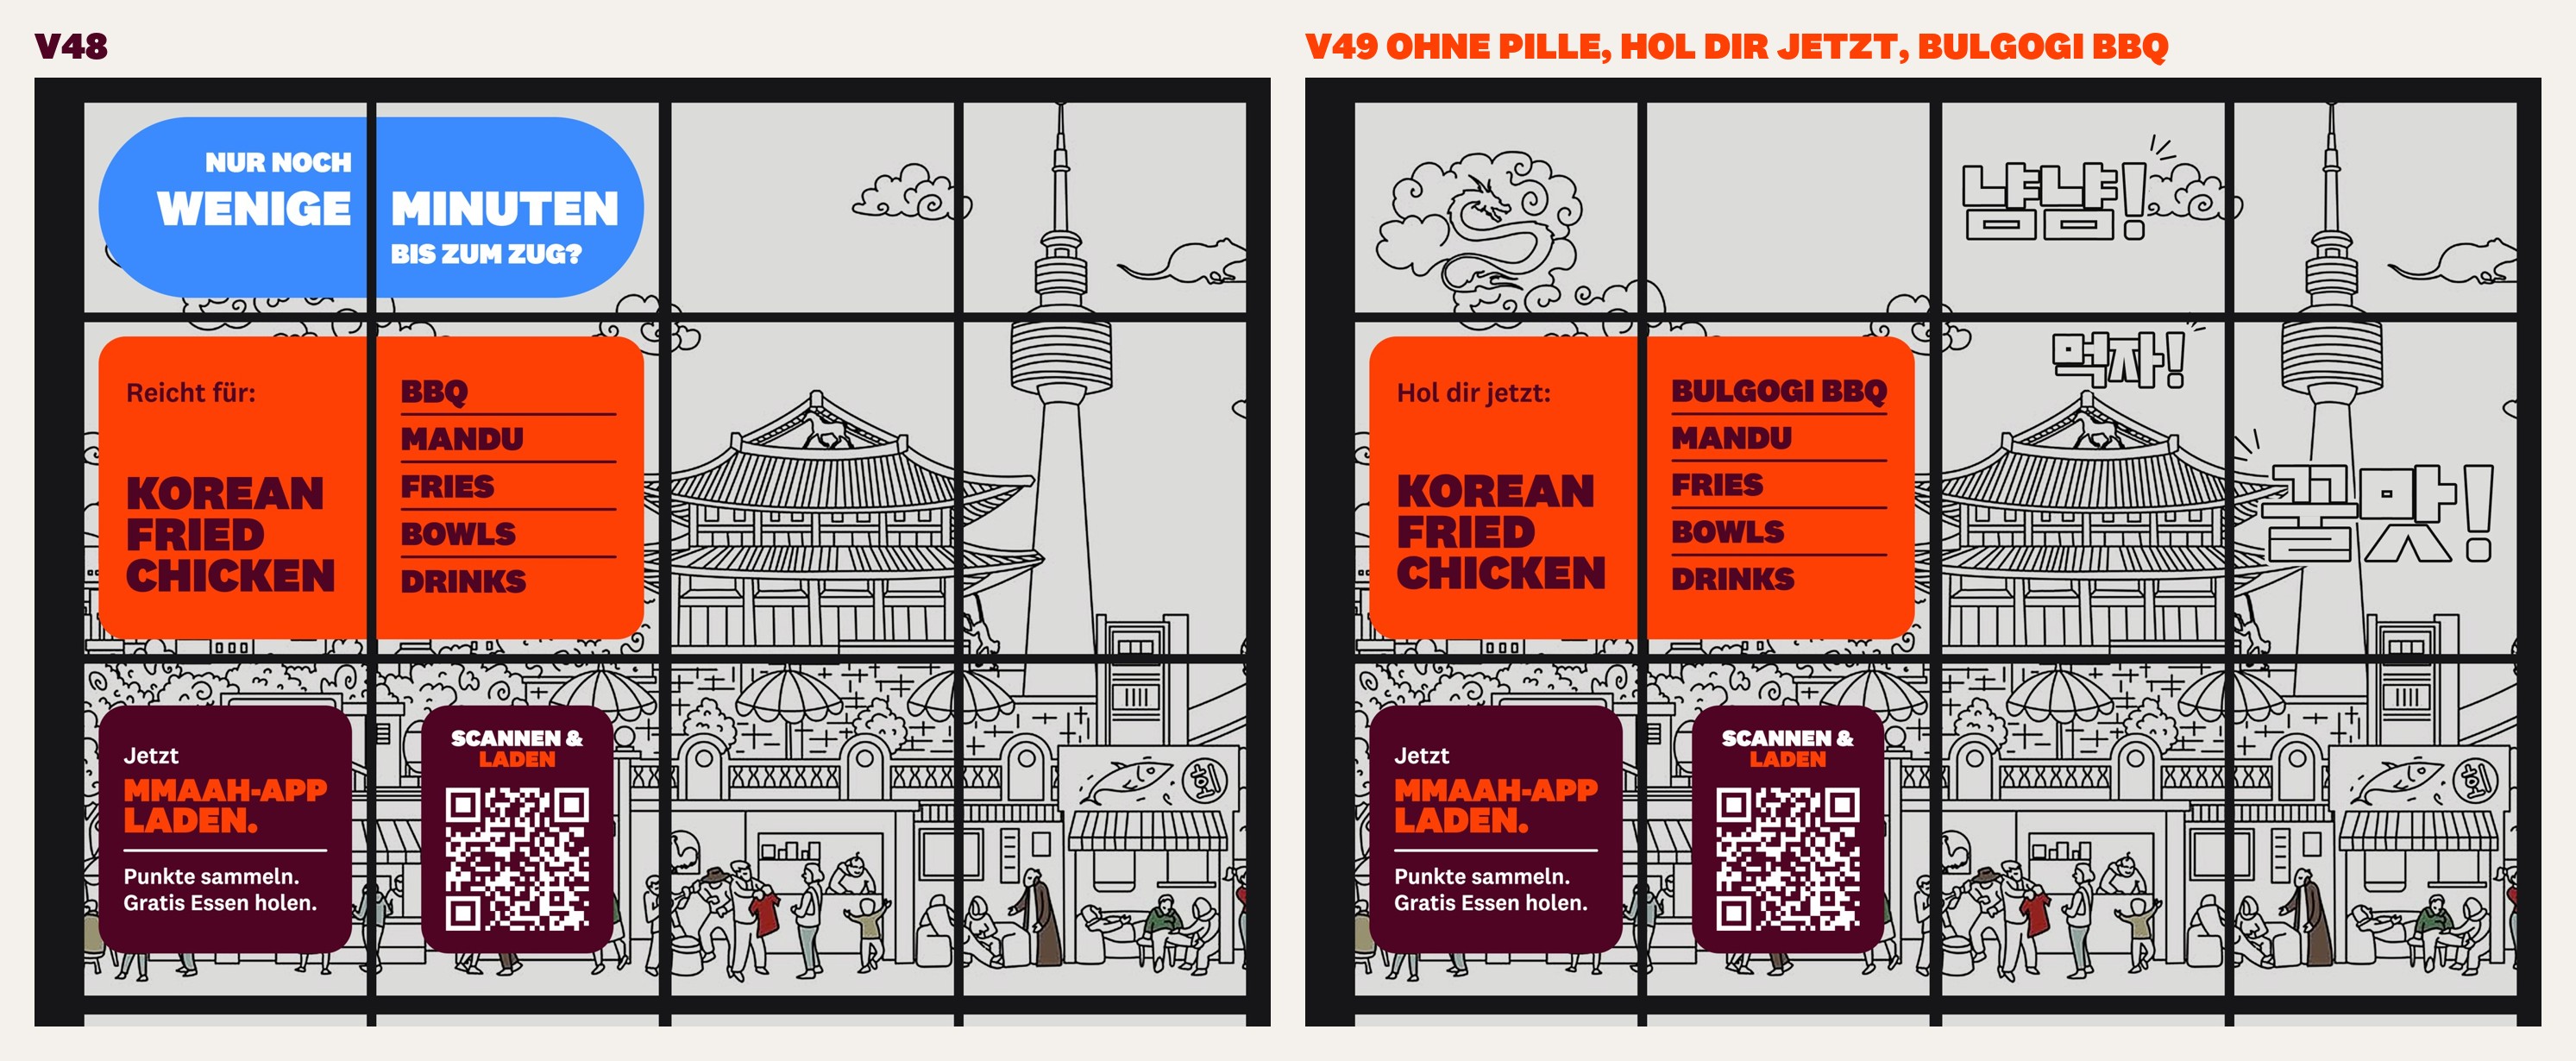 V48
NUR NOCH
WENIGE MINUTEN
BIS ZUM ZUG?
Reicht für:
KOREAN
FRIED
CHICKEN
BBQ
MANDU
FRIES
BOWLS
DRINKS
Jetzt
MMAAH-APP
LADEN.
Punkte sammeln.
Gratis Essen holen.
SCANNEN &
LADEN
회
V49 OHNE PILLE, HOL DIR JETZT, BULGOGI BBQ
냠냠!
먹자!
꿀맛!
Hol dir jetzt:
KOREAN
FRIED
CHICKEN
BULGOGI BBQ
MANDU
FRIES
BOWLS
DRINKS
Jetzt
MMAAH-APP
LADEN.
Punkte sammeln.
Gratis Essen holen.
SCANNEN &
LADEN
회